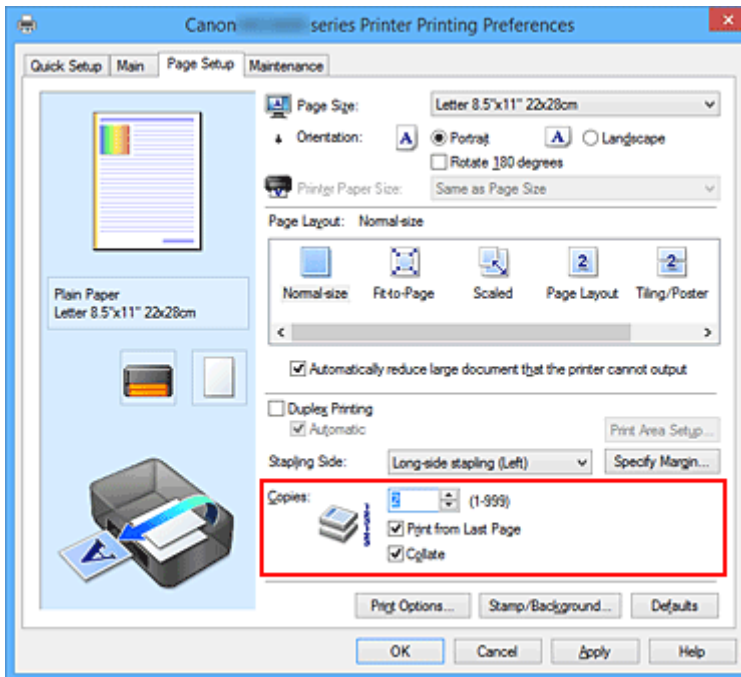 Canon series Printer Printing Preferences
Quick Setup Main Page Setup Maintenance
Page Size: Letter 8.5"x11" 22x28cm
Orientation: A Portrait A Landscape
Rotate 180 degrees
Printer Paper Size: Same as Page Size
Page Layout: Normal-size
Normal-size Fit-to-Page Scaled Page Layout Tiling/Poster
Plain Paper
Letter 8.5"x11" 22x28cm
Automatically reduce large document that the printer cannot output
Duplex Printing
Automatic
Print Area Setup...
Stapling Side: Long-side stapling (Left) Specify Margin...
Copies: 2 (1-999)
Print from Last Page
Collate
Print Options... Stamp/Background... Defaults
OK Cancel Apply Help